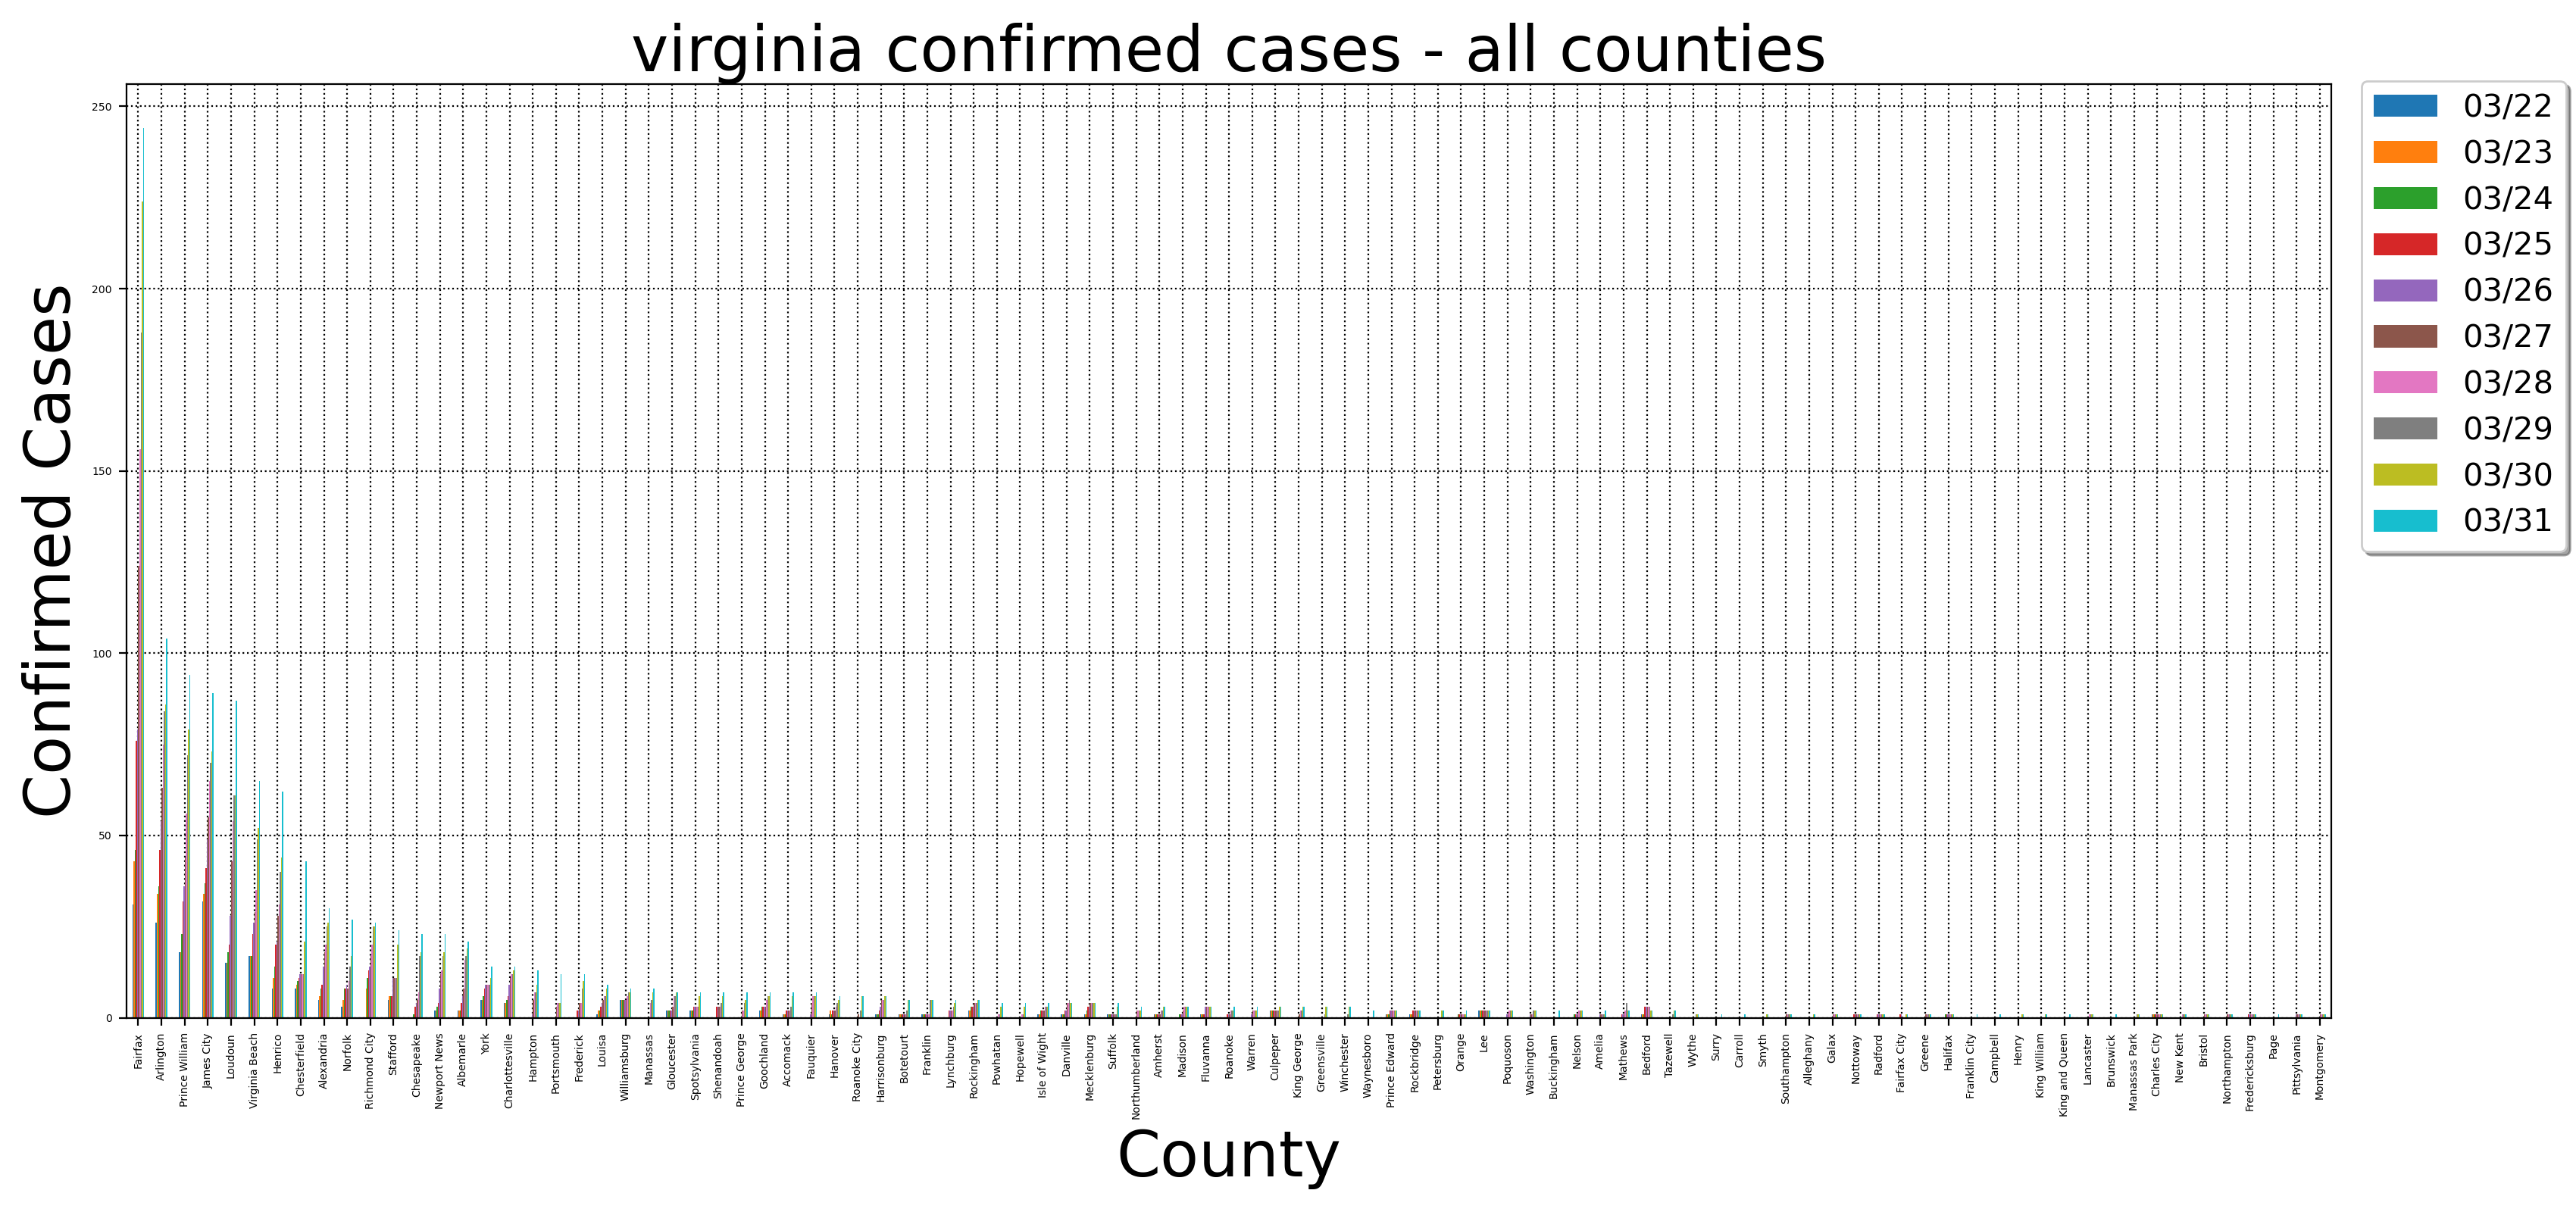 virginia confirmed cases - all counties
Confirmed Cases
250
200
150
100
50
0
03/22
03/23
03/24
03/25
03/26
03/27
03/28
03/29
03/30
03/31
Fairfax
Arlington
Prince William
James City
Loudoun
Virginia Beach
Henrico
Chesterfield
Alexandria
Norfolk
Richmond City
Stafford
Chesapeake
Newport News
Albemarle
York
Charlottesville
Hampton
Portsmouth
Frederick
Louisa
Williamsburg
Manassas
Gloucester
Spotsylvania
Shenandoah
Prince George
Goochland
Accomack
Fauquier
Hanover
Roanoke City
Harrisonburg
Botetourt
Franklin
Lynchburg
Rockingham
Powhatan
Hopewell
Isle of Wight
Danville
Mecklenburg
Suffolk
Northumberland
Amherst
Madison
Fluvanna
Roanoke
Warren
Culpeper
King George
Greensville
Winchester
Waynesboro
Prince Edward
Rockbridge
Petersburg
Orange
Lee
Poquoson
Washington
Buckingham
Nelson
Amelia
Mathews
Bedford
Tazewell
Wythe
Surry
Carroll
Smyth
Southampton
Alleghany
Galax
Nottoway
Radford
Fairfax City
Greene
Halifax
Franklin City
Campbell
Henry
King William
King and Queen
Lancaster
Brunswick
Manassas Park
Charles City
New Kent
Bristol
Northampton
Fredericksburg
Page
Pittsylvania
Montgomery
County